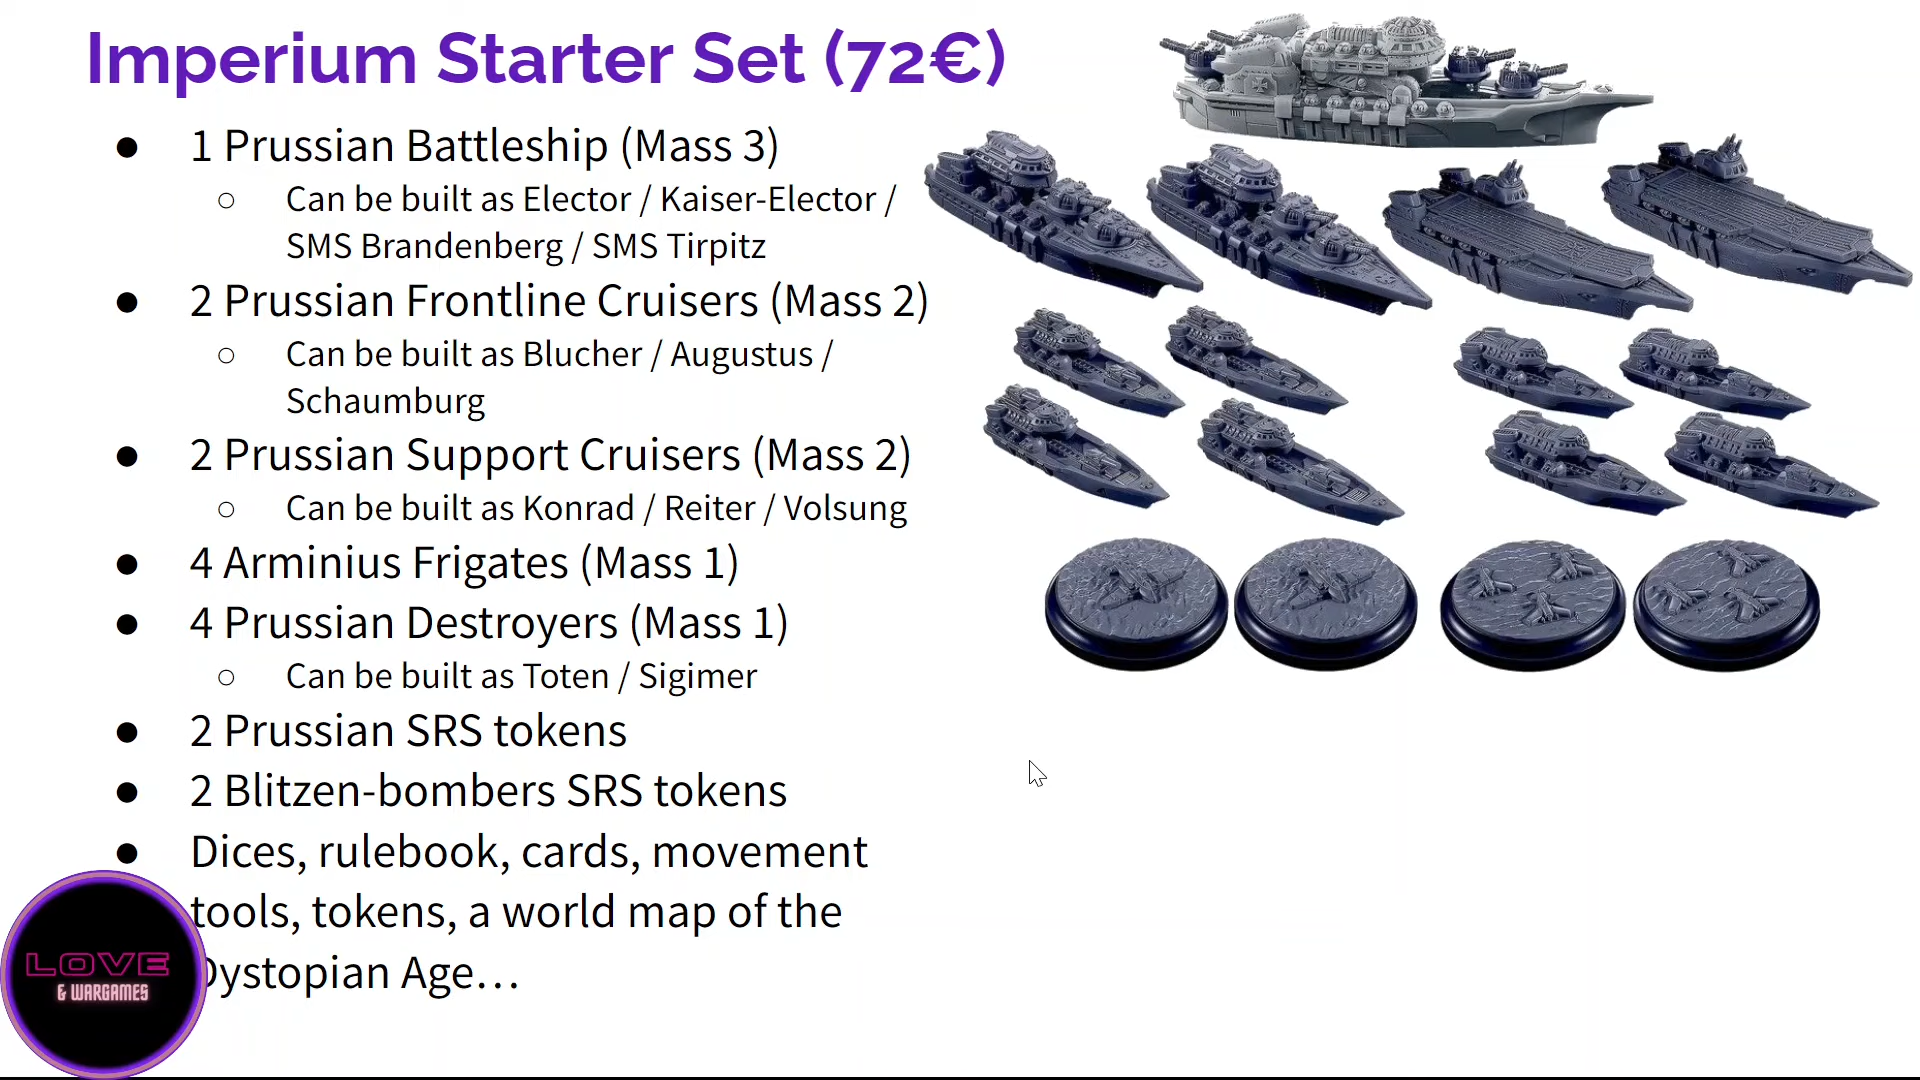 Imperium Starter Set (72€)
● 1 Prussian Battleship (Mass 3)
○ Can be built as Elector / Kaiser-Elector /
SMS Brandenberg / SMS Tirpitz
● 2 Prussian Frontline Cruisers (Mass 2)
○ Can be built as Blucher / Augustus /
Schaumburg
● 2 Prussian Support Cruisers (Mass 2)
○ Can be built as Konrad / Reiter / Volsung
● 4 Arminius Frigates (Mass 1)
● 4 Prussian Destroyers (Mass 1)
○ Can be built as Toten / Sigimer
● 2 Prussian SRS tokens
● 2 Blitzen-bombers SRS tokens
● Dices, rulebook, cards, movement
tools, tokens, a world map of the
Dystopian Age…
LOVE
& WARGAMES